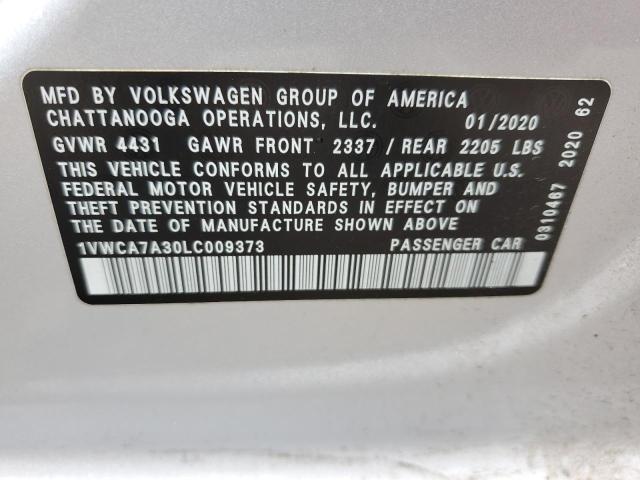 MFD BY VOLKSWAGEN GROUP OF AMERICA
CHATTANOOGA OPERATIONS, LLC. 01/2020
GVWR 4431 GAWR FRONT 2337/ REAR 2205 LBS
THIS VEHICLE CONFORMS TO ALL APPLICABLE U.S.
FEDERAL MOTOR VEHICLE SAFETY, BUMPER AND
THEFT PREVENTION STANDARDS IN EFFECT ON
THE DATE OF MANUFACTURE SHOWN ABOVE
1VWCA7A30LC009373 PASSENGER CAR
0310467 2020 62